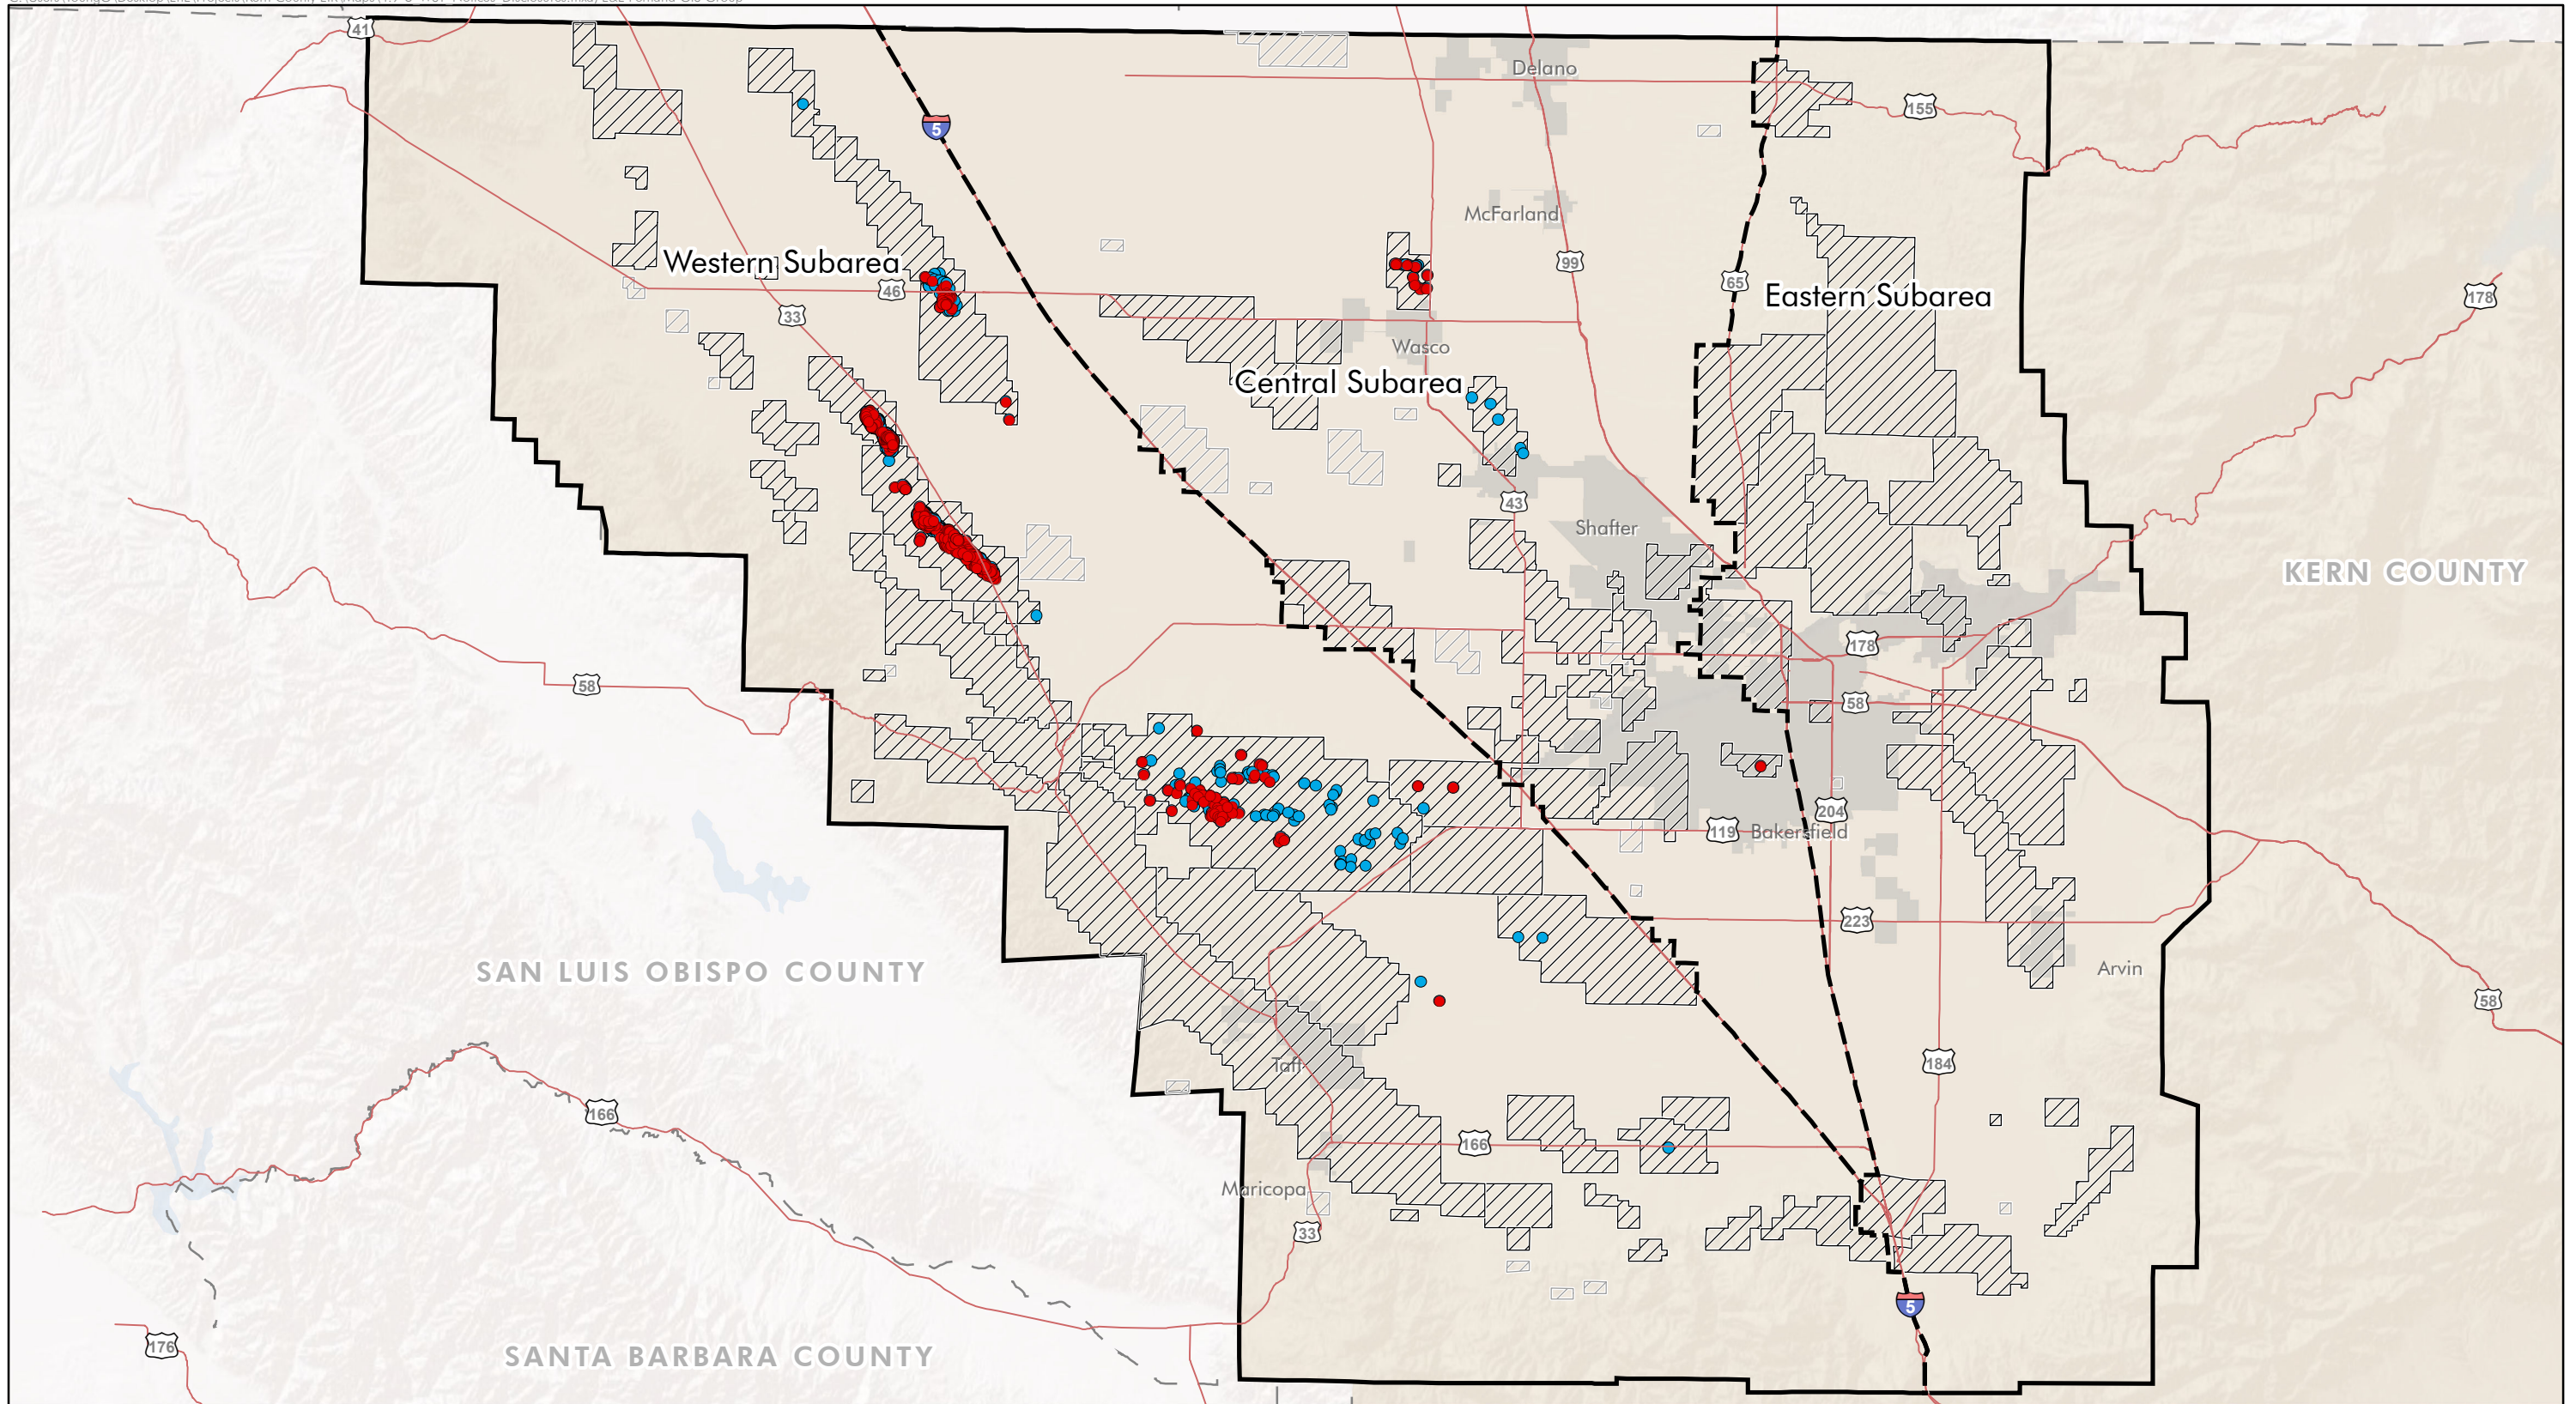 41
Delano
5
155
McFarland
Western Subarea
99
65
46
Eastern Subarea
178
33
Wasco
Central Subarea
43
Shafter
KERN COUNTY
178
58
58
204
119
Bakersfield
223
SAN LUIS OBISPO COUNTY
Arvin
58
Taft
184
166
166
Maricopa
33
5
176
SANTA BARBARA COUNTY